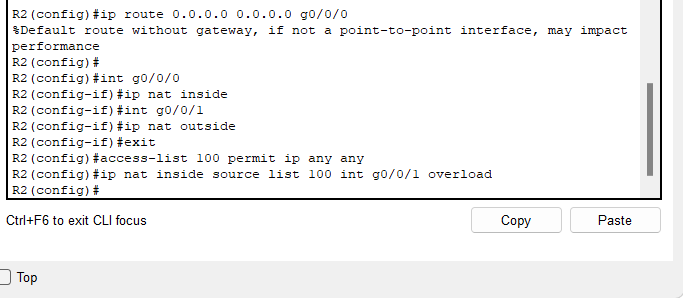 R2(config)#ip route 0.0.0.0 0.0.0.0 g0/0/0
%Default route without gateway, if not a point-to-point interface, may impact
performance
R2(config)#
R2(config)#int g0/0/0
R2(config-if)#ip nat inside
R2(config-if)#int g0/0/1
R2(config-if)#ip nat outside
R2(config-if)#exit
R2(config)#access-list 100 permit ip any any
R2(config)#ip nat inside source list 100 int g0/0/1 overload
R2(config)#
Ctrl+F6 to exit CLI focus
Copy
Paste
Top